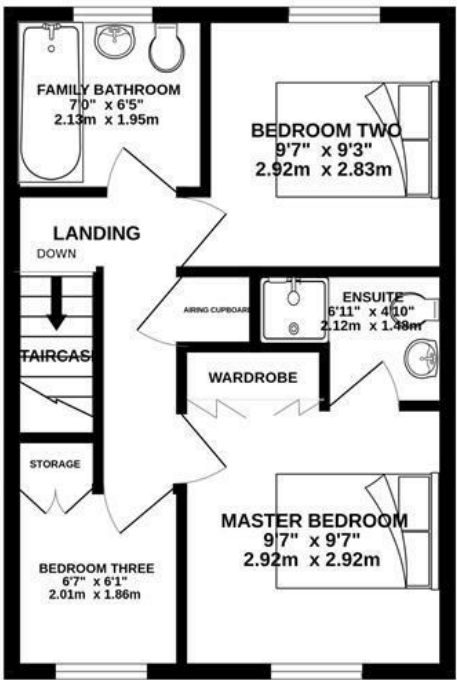 FAMILY BATHROOM
7'0" x 6'5"
2.13m x 1.95m
BEDROOM TWO
9'7" x 9'3"
2.92m x 2.83m
LANDING
DOWN
AIRING CUPBOARD
ENSUITE
6'11" x 4'10"
2.12m x 1.48m
TAIRCAS
WARDROBE
STORAGE
MASTER BEDROOM
9'7" x 9'7"
2.92m x 2.92m
BEDROOM THREE
6'7" x 6'1"
2.01m x 1.86m